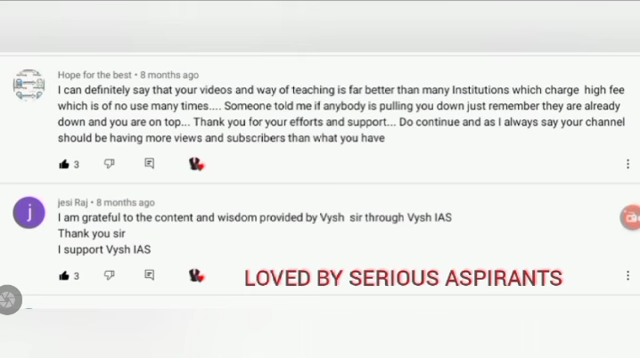 Hope for the best • 8 months ago
I can definitely say that your videos and way of teaching is far better than many Institutions which charge high fee
which is of no use many times.... Someone told me if anybody is pulling you down just remember they are already
down and you are on top... Thank you for your efforts and support... Do continue and as I always say your channel
should be having more views and subscribers than what you have
3
j
jesi Raj • 8 months ago
I am grateful to the content and wisdom provided by Vysh sir through Vysh IAS
Thank you sir
I support Vysh IAS
3
LOVED BY SERIOUS ASPIRANTS